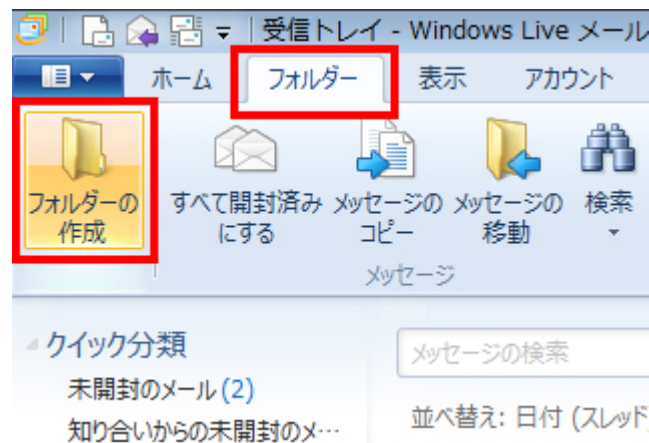 受信トレイ - Windows Live メール
ホーム フォルダー 表示 アカウント
フォルダーの作成 すべて開封済みにする メッセージのコピー メッセージの移動 検索
メッセージ
クイック分類
メッセージの検索
未開封のメール (2)
知り合いからの未開封のメ…
並べ替え: 日付 (スレッド